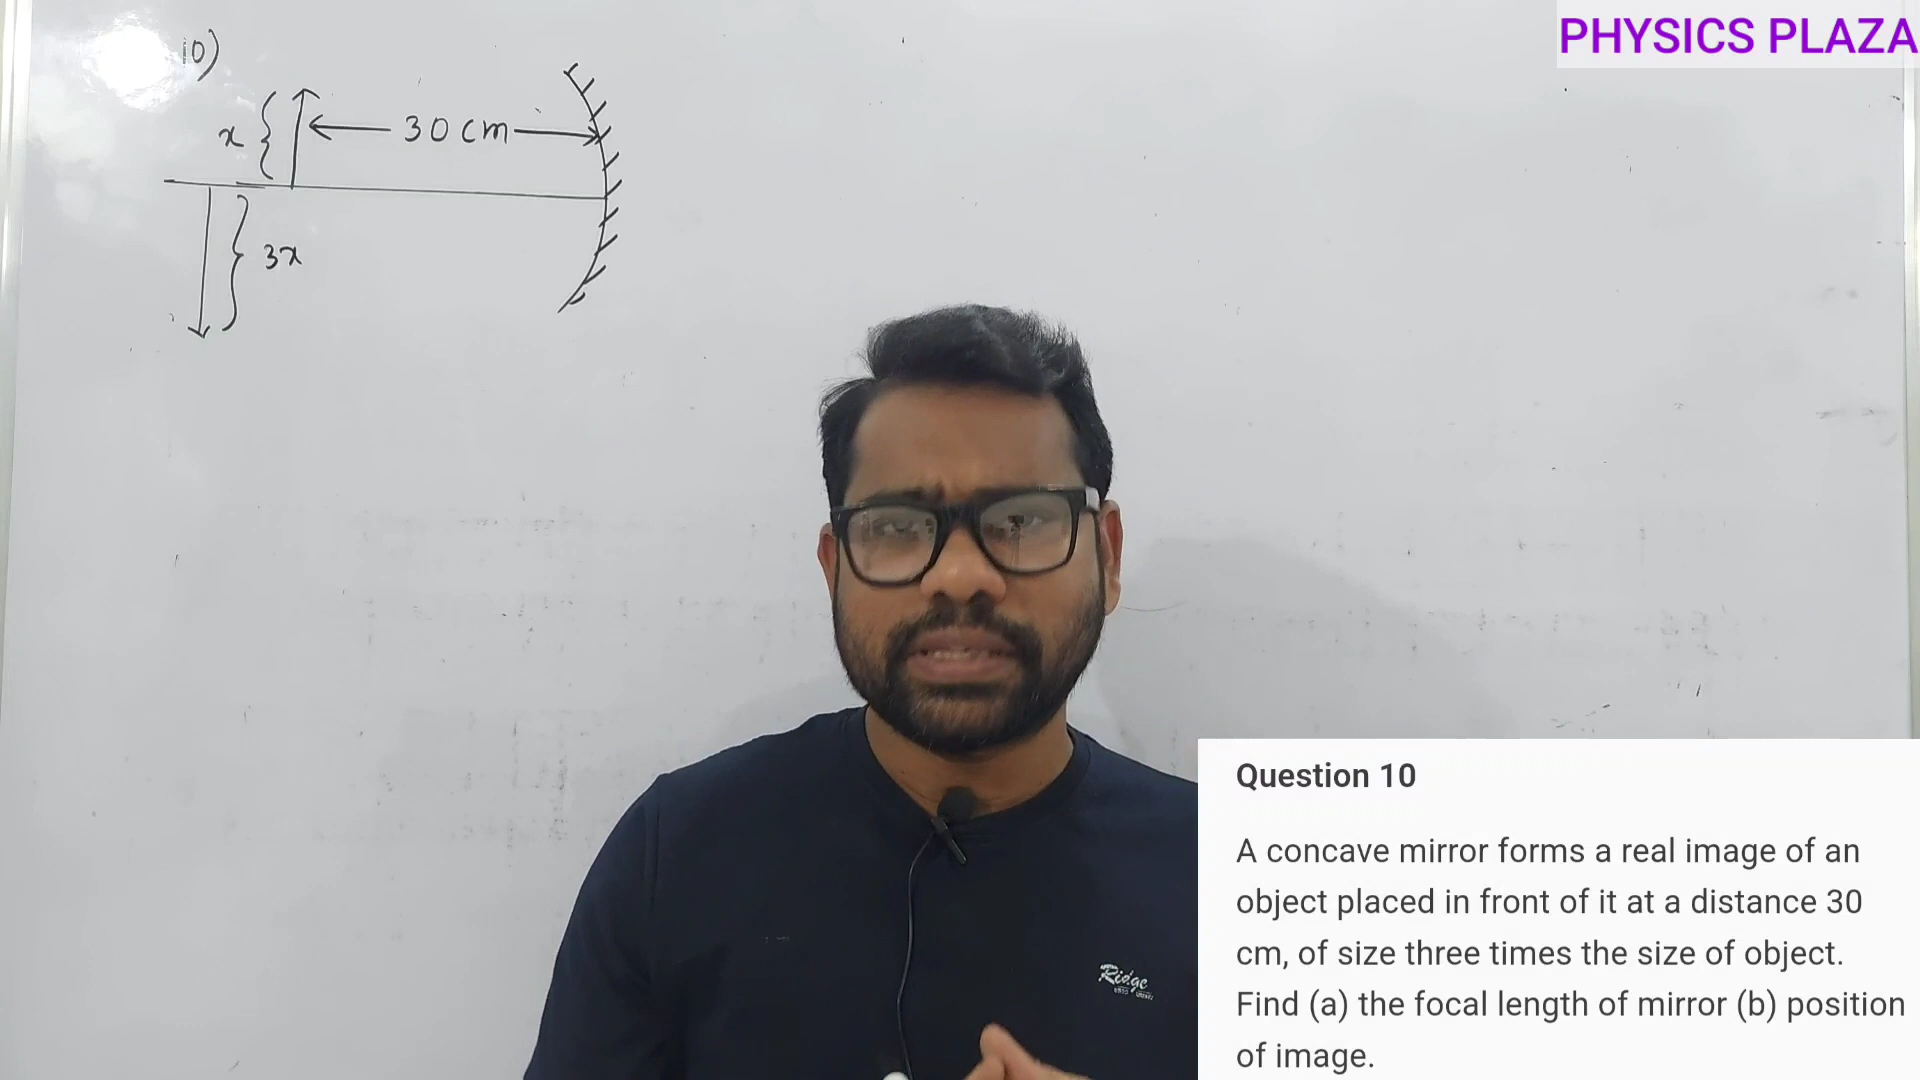 PHYSICS PLAZA
10)
x
30 cm
3x
Ridge
Question 10
A concave mirror forms a real image of an
object placed in front of it at a distance 30
cm, of size three times the size of object.
Find (a) the focal length of mirror (b) position
of image.